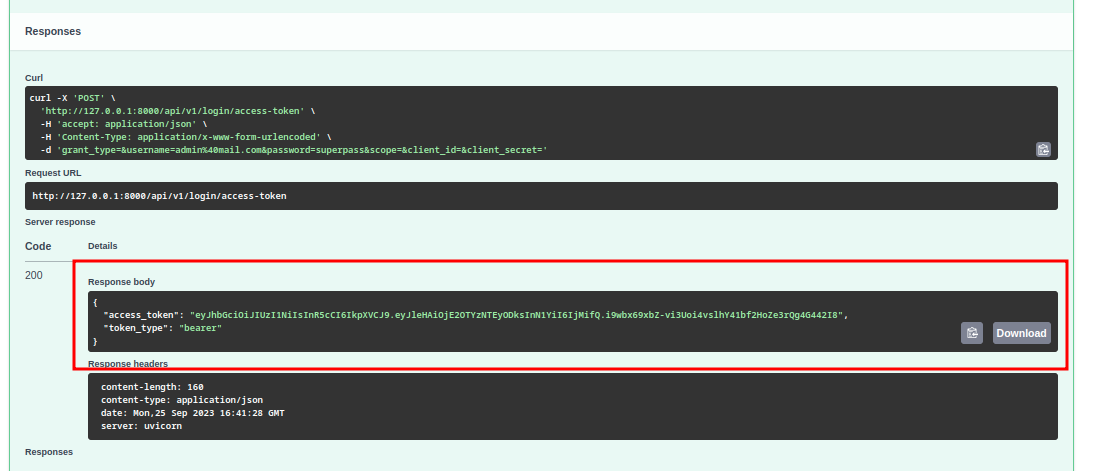 Responses
Curl
curl -X 'POST' \
'http://127.0.0.1:8000/api/v1/login/access-token' \
-H 'accept: application/json' \
-H 'Content-Type: application/x-www-form-urlencoded' \
-d 'grant_type=&username=admin%40mail.com&password=superpass&scope=&client_id=&client_secret='
Request URL
http://127.0.0.1:8000/api/v1/login/access-token
Server response
Code Details
200
Response body
{
"access_token": "eyJhbGciOiJIUzI1NiIsInR5cCI6IkpXVCJ9.eyJleHAiOjE2OTYzNTEyODksInN1YiI6IjMifQ.i9wbx69xbZ-vi3Uoi4vslhY41bf2HoZe3rQg4G442I8",
"token_type": "bearer"
}
Download
Response headers
content-length: 160
content-type: application/json
date: Mon,25 Sep 2023 16:41:28 GMT
server: uvicorn
Responses